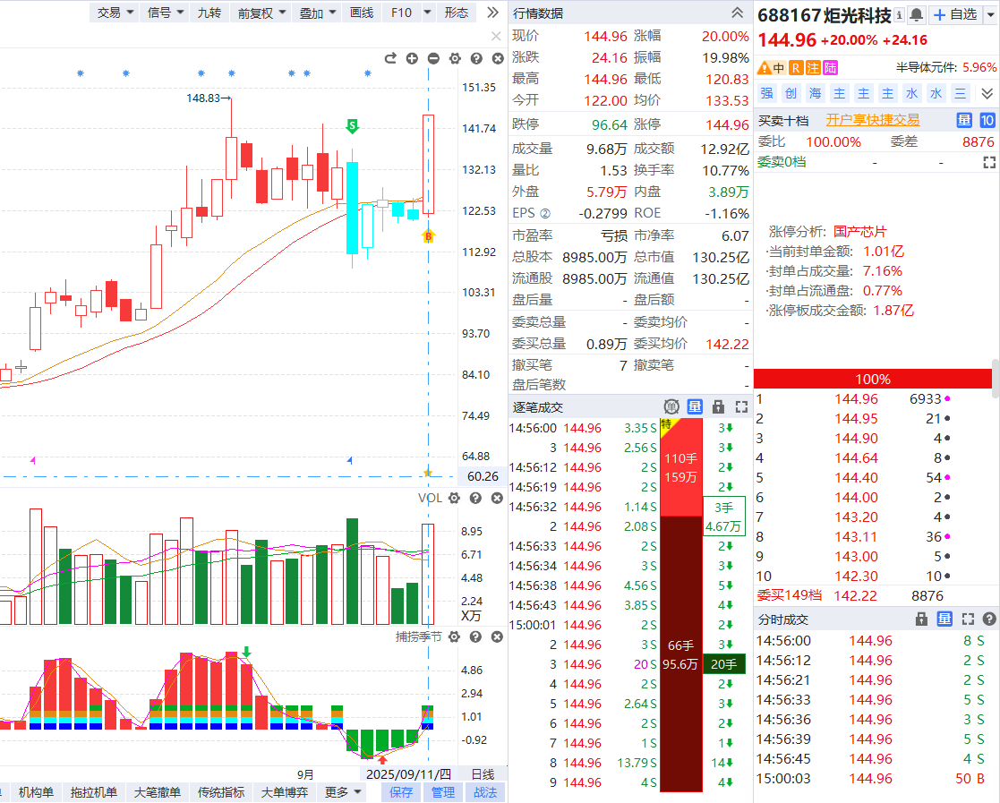 交易 信号 九转 前复权 叠加 画线 F10 形态
148.83→
S
B
151.35
141.74
132.13
122.53
112.92
103.31
93.70
84.10
74.49
64.88
60.26
VOL
8.95
6.71
4.48
2.24
X万
捕捞季节
4.86
2.94
1.01
-0.92
9月 2025/09/11/四 日线
机构单 拖拉机单 大笔撤单 传统指标 大单博弈 更多 保存 管理 战法
行情数据
现价 144.96 涨幅 20.00%
涨跌 24.16 振幅 19.98%
最高 144.96 最低 120.83
今开 122.00 均价 133.53
跌停 96.64 涨停 144.96
成交量 9.68万 成交额 12.92亿
量比 1.53 换手率 10.77%
外盘 5.79万 内盘 3.89万
EPS ② -0.2799 ROE -1.16%
市盈率 亏损 市净率 6.07
总股本 8985.00万 总市值 130.25亿
流通股 8985.00万 流通值 130.25亿
盘后量 - 盘后额 -
委卖总量 - 委卖均价 -
委买总量 0.89万 委买均价 142.22
撤买笔 7 撤卖笔 -
盘后笔数 -
逐笔成交 单 量
14:56:00 144.96 3.35 S 3
3 144.96 2.56 S 3
14:56:12 144.96 2 S 2
14:56:19 144.96 2 S 2
14:56:32 144.96 1.14 S
2 144.96 2.08 S
14:56:33 144.96 2 S 2
14:56:34 144.96 3 S 3
14:56:38 144.96 4.56 S 5
14:56:43 144.96 3.85 S 4
15:00:01 144.96 2 S 2
2 144.96 3 S 3
3 144.96 20 S 20手
4 144.96 2 S 2
5 144.96 2.64 S 3
6 144.96 2 S 2
7 144.96 1 S 1
8 144.96 13.79 S 14
9 144.96 4 S 4
特
110手
159万
3手
4.67万
66手
95.6万
688167 炬光科技 自选
144.96 +20.00% +24.16
中 R 注 陆 半导体元件: 5.96%
强 创 海 主 主 主 水 水 三
买卖十档 开户享快捷交易 量 10
委比 100.00% 委差 8876
委卖0档 - -
涨停分析: 国产芯片
·当前封单金额: 1.01亿
·封单占成交量: 7.16%
·封单占流通盘: 0.77%
·涨停板成交金额: 1.87亿
100%
1 144.96 6933
2 144.95 21
3 144.90 4
4 144.64 8
5 144.40 54
6 144.00 2
7 143.20 4
8 143.11 36
9 143.00 5
10 142.30 10
委买149档 142.22 8876
分时成交 量
14:56:00 144.96 8 S
14:56:12 144.96 2 S
14:56:21 144.96 2 S
14:56:33 144.96 5 S
14:56:36 144.96 3 S
14:56:39 144.96 5 S
14:56:45 144.96 4 S
15:00:03 144.96 50 B